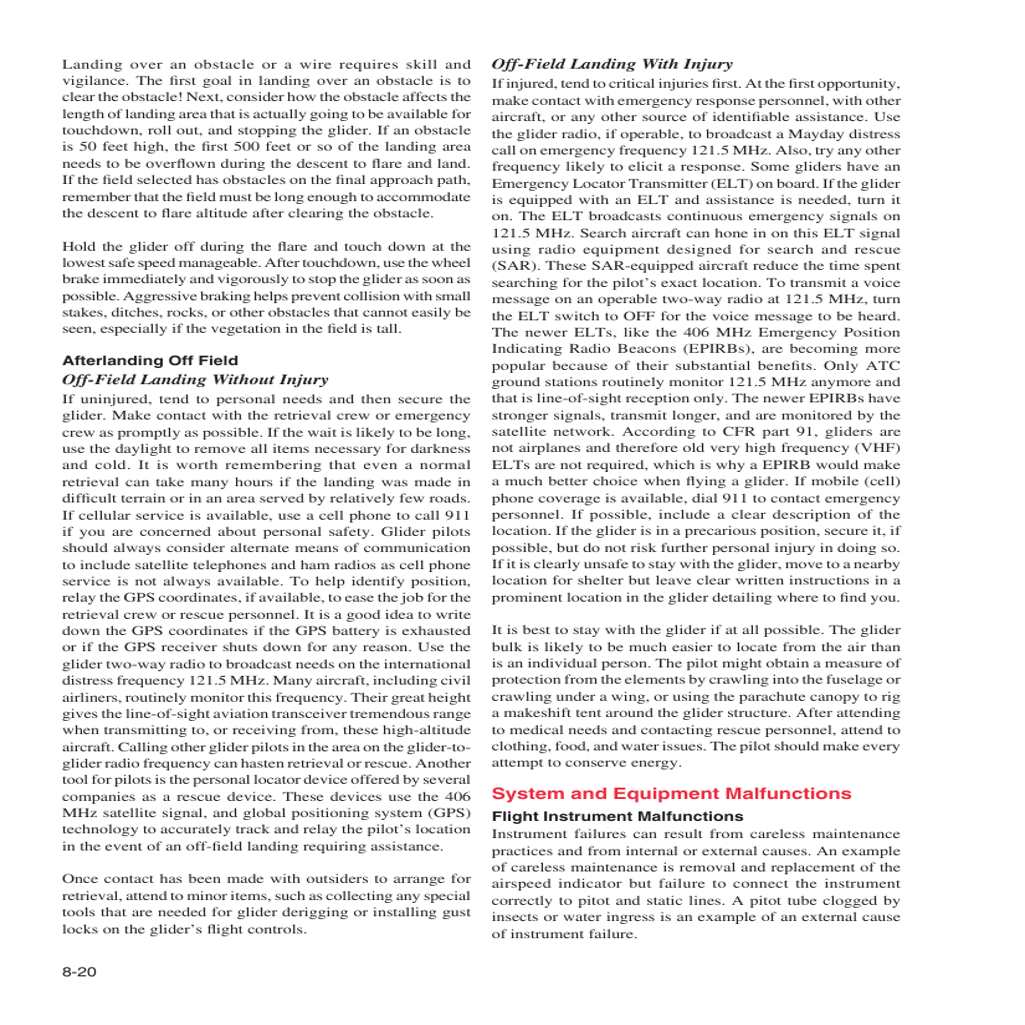 Landing over an obstacle or a wire requires skill and
vigilance. The first goal in landing over an obstacle is to
clear the obstacle! Next, consider how the obstacle affects the
length of landing area that is actually going to be available for
touchdown, roll out, and stopping the glider. If an obstacle
is 50 feet high, the first 500 feet or so of the landing area
needs to be overflown during the descent to flare and land.
If the field selected has obstacles on the final approach path,
remember that the field must be long enough to accommodate
the descent to flare altitude after clearing the obstacle.
Hold the glider off during the flare and touch down at the
lowest safe speed manageable. After touchdown, use the wheel
brake immediately and vigorously to stop the glider as soon as
possible. Aggressive braking helps prevent collision with small
stakes, ditches, rocks, or other obstacles that cannot easily be
seen, especially if the vegetation in the field is tall.
Afterlanding Off Field
Off-Field Landing Without Injury
If uninjured, tend to personal needs and then secure the
glider. Make contact with the retrieval crew or emergency
crew as promptly as possible. If the wait is likely to be long,
use the daylight to remove all items necessary for darkness
and cold. It is worth remembering that even a normal
retrieval can take many hours if the landing was made in
difficult terrain or in an area served by relatively few roads.
If cellular service is available, use a cell phone to call 911
if you are concerned about personal safety. Glider pilots
should always consider alternate means of communication
to include satellite telephones and ham radios as cell phone
service is not always available. To help identify position,
relay the GPS coordinates, if available, to ease the job for the
retrieval crew or rescue personnel. It is a good idea to write
down the GPS coordinates if the GPS battery is exhausted
or if the GPS receiver shuts down for any reason. Use the
glider two-way radio to broadcast needs on the international
distress frequency 121.5 MHz. Many aircraft, including civil
airliners, routinely monitor this frequency. Their great height
gives the line-of-sight aviation transceiver tremendous range
when transmitting to, or receiving from, these high-altitude
aircraft. Calling other glider pilots in the area on the glider-to-
glider radio frequency can hasten retrieval or rescue. Another
tool for pilots is the personal locator device offered by several
companies as a rescue device. These devices use the 406
MHz satellite signal, and global positioning system (GPS)
technology to accurately track and relay the pilot's location
in the event of an off-field landing requiring assistance.
Once contact has been made with outsiders to arrange for
retrieval, attend to minor items, such as collecting any special
tools that are needed for glider derigging or installing gust
locks on the glider's flight controls.
Off-Field Landing With Injury
If injured, tend to critical injuries first. At the first opportunity,
make contact with emergency response personnel, with other
aircraft, or any other source of identifiable assistance. Use
the glider radio, if operable, to broadcast a Mayday distress
call on emergency frequency 121.5 MHz. Also, try any other
frequency likely to elicit a response. Some gliders have an
Emergency Locator Transmitter (ELT) on board. If the glider
is equipped with an ELT and assistance is needed, turn it
on. The ELT broadcasts continuous emergency signals on
121.5 MHz. Search aircraft can hone in on this ELT signal
using radio equipment designed for search and rescue
(SAR). These SAR-equipped aircraft reduce the time spent
searching for the pilot's exact location. To transmit a voice
message on an operable two-way radio at 121.5 MHz, turn
the ELT switch to OFF for the voice message to be heard.
The newer ELTs, like the 406 MHz Emergency Position
Indicating Radio Beacons (EPIRBs), are becoming more
popular because of their substantial benefits. Only ATC
ground stations routinely monitor 121.5 MHz anymore and
that is line-of-sight reception only. The newer EPIRBs have
stronger signals, transmit longer, and are monitored by the
satellite network. According to CFR part 91, gliders are
not airplanes and therefore old very high frequency (VHF)
ELTs are not required, which is why a EPIRB would make
a much better choice when flying a glider. If mobile (cell)
phone coverage is available, dial 911 to contact emergency
personnel. If possible, include a clear description of the
location. If the glider is in a precarious position, secure it, if
possible, but do not risk further personal injury in doing so.
If it is clearly unsafe to stay with the glider, move to a nearby
location for shelter but leave clear written instructions in a
prominent location in the glider detailing where to find you.
It is best to stay with the glider if at all possible. The glider
bulk is likely to be much easier to locate from the air than
is an individual person. The pilot might obtain a measure of
protection from the elements by crawling into the fuselage or
crawling under a wing, or using the parachute canopy to rig
a makeshift tent around the glider structure. After attending
to medical needs and contacting rescue personnel, attend to
clothing, food, and water issues. The pilot should make every
attempt to conserve energy.
System and Equipment Malfunctions
Flight Instrument Malfunctions
Instrument failures can result from careless maintenance
practices and from internal or external causes. An example
of careless maintenance is removal and replacement of the
airspeed indicator but failure to connect the instrument
correctly to pitot and static lines. A pitot tube clogged by
insects or water ingress is an example of an external cause
of instrument failure.
8-20